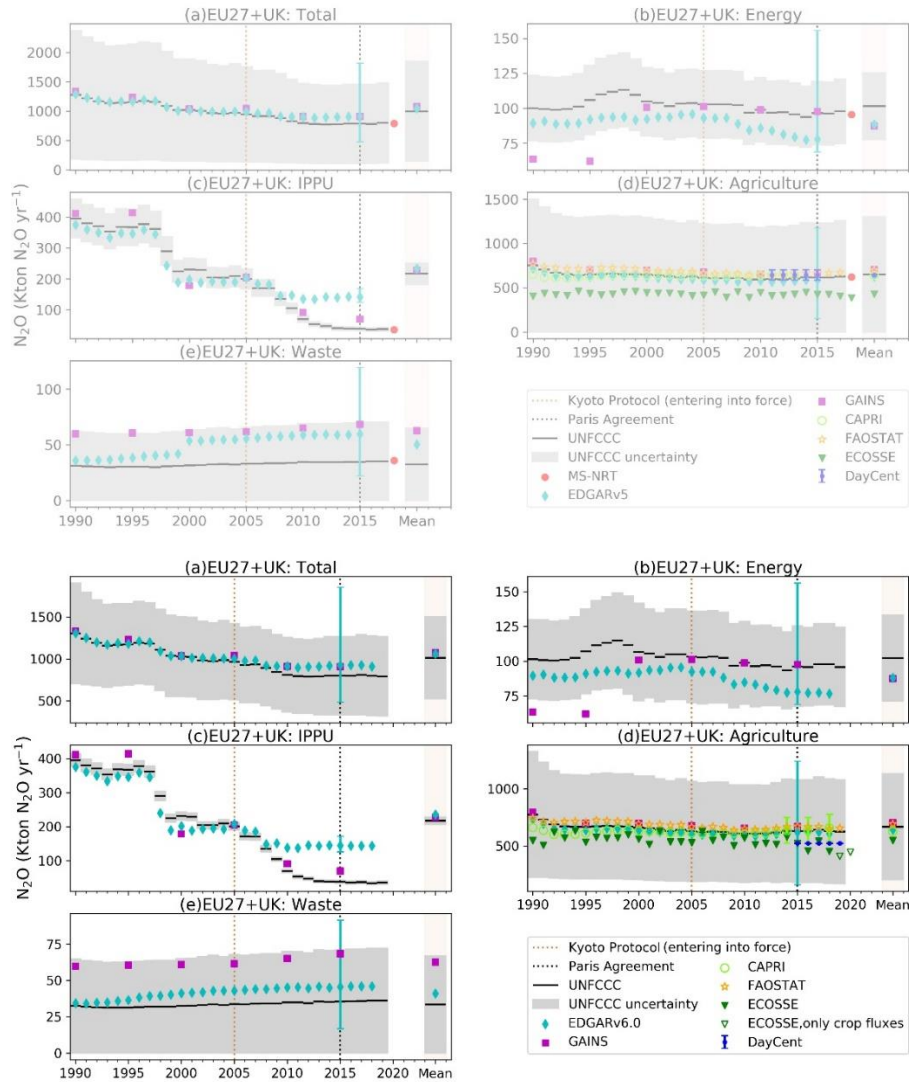 (a)EU27+UK: Total
2000
1500
1000
500
0
(b)EU27+UK: Energy
150
125
100
75
(c)EU27+UK: IPPU
400
300
200
100
N₂O (Kton N₂O yr⁻¹)
(d)EU27+UK: Agriculture
1500
1000
500
0
1990 1995 2000 2005 2010 2015 Mean
(e)EU27+UK: Waste
100
50
0
1990 1995 2000 2005 2010 2015 Mean
Kyoto Protocol (entering into force)
Paris Agreement
UNFCCC
UNFCCC uncertainty
MS-NRT
EDGARv5
GAINS
CAPRI
FAOSTAT
ECOSSE
DayCent
(a)EU27+UK: Total
1500
1000
500
(b)EU27+UK: Energy
150
125
100
75
(c)EU27+UK: IPPU
400
300
200
100
N₂O (Kton N₂O yr⁻¹)
(d)EU27+UK: Agriculture
1000
500
1990 1995 2000 2005 2010 2015 2020 Mean
(e)EU27+UK: Waste
75
50
25
0
1990 1995 2000 2005 2010 2015 2020 Mean
Kyoto Protocol (entering into force)
Paris Agreement
UNFCCC
UNFCCC uncertainty
EDGARv6.0
GAINS
CAPRI
FAOSTAT
ECOSSE
ECOSSE,only crop fluxes
DayCent